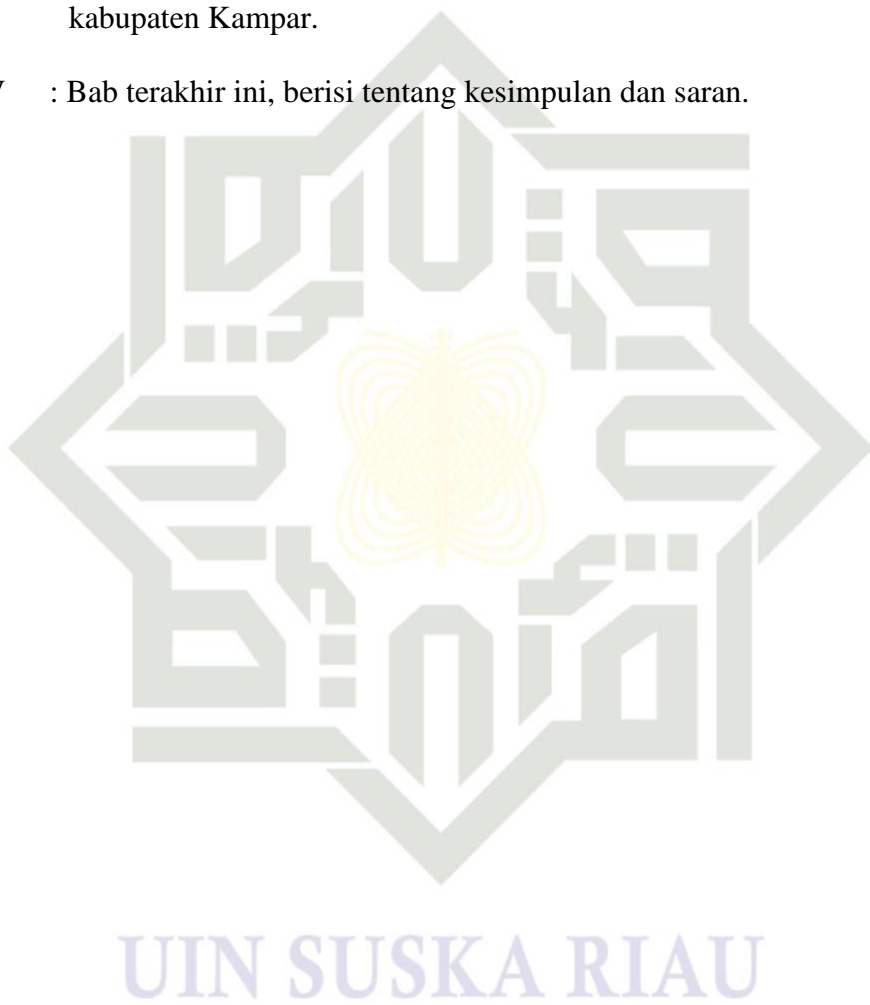 kabupaten Kampar.
: Bab terakhir ini, berisi tentang kesimpulan dan saran.
UIN SUSKA RIAU